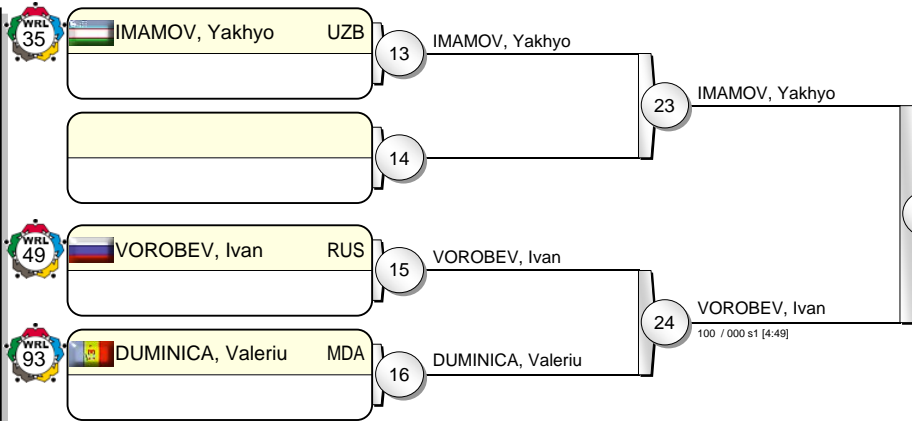 WRL
35
IMAMOV, Yakhyo UZB
13
IMAMOV, Yakhyo
23
IMAMOV, Yakhyo
14
WRL
49
VOROBEV, Ivan RUS
15
VOROBEV, Ivan
24
VOROBEV, Ivan
100 / 000 s1 [4:49]
WRL
93
DUMINICA, Valeriu MDA
16
DUMINICA, Valeriu